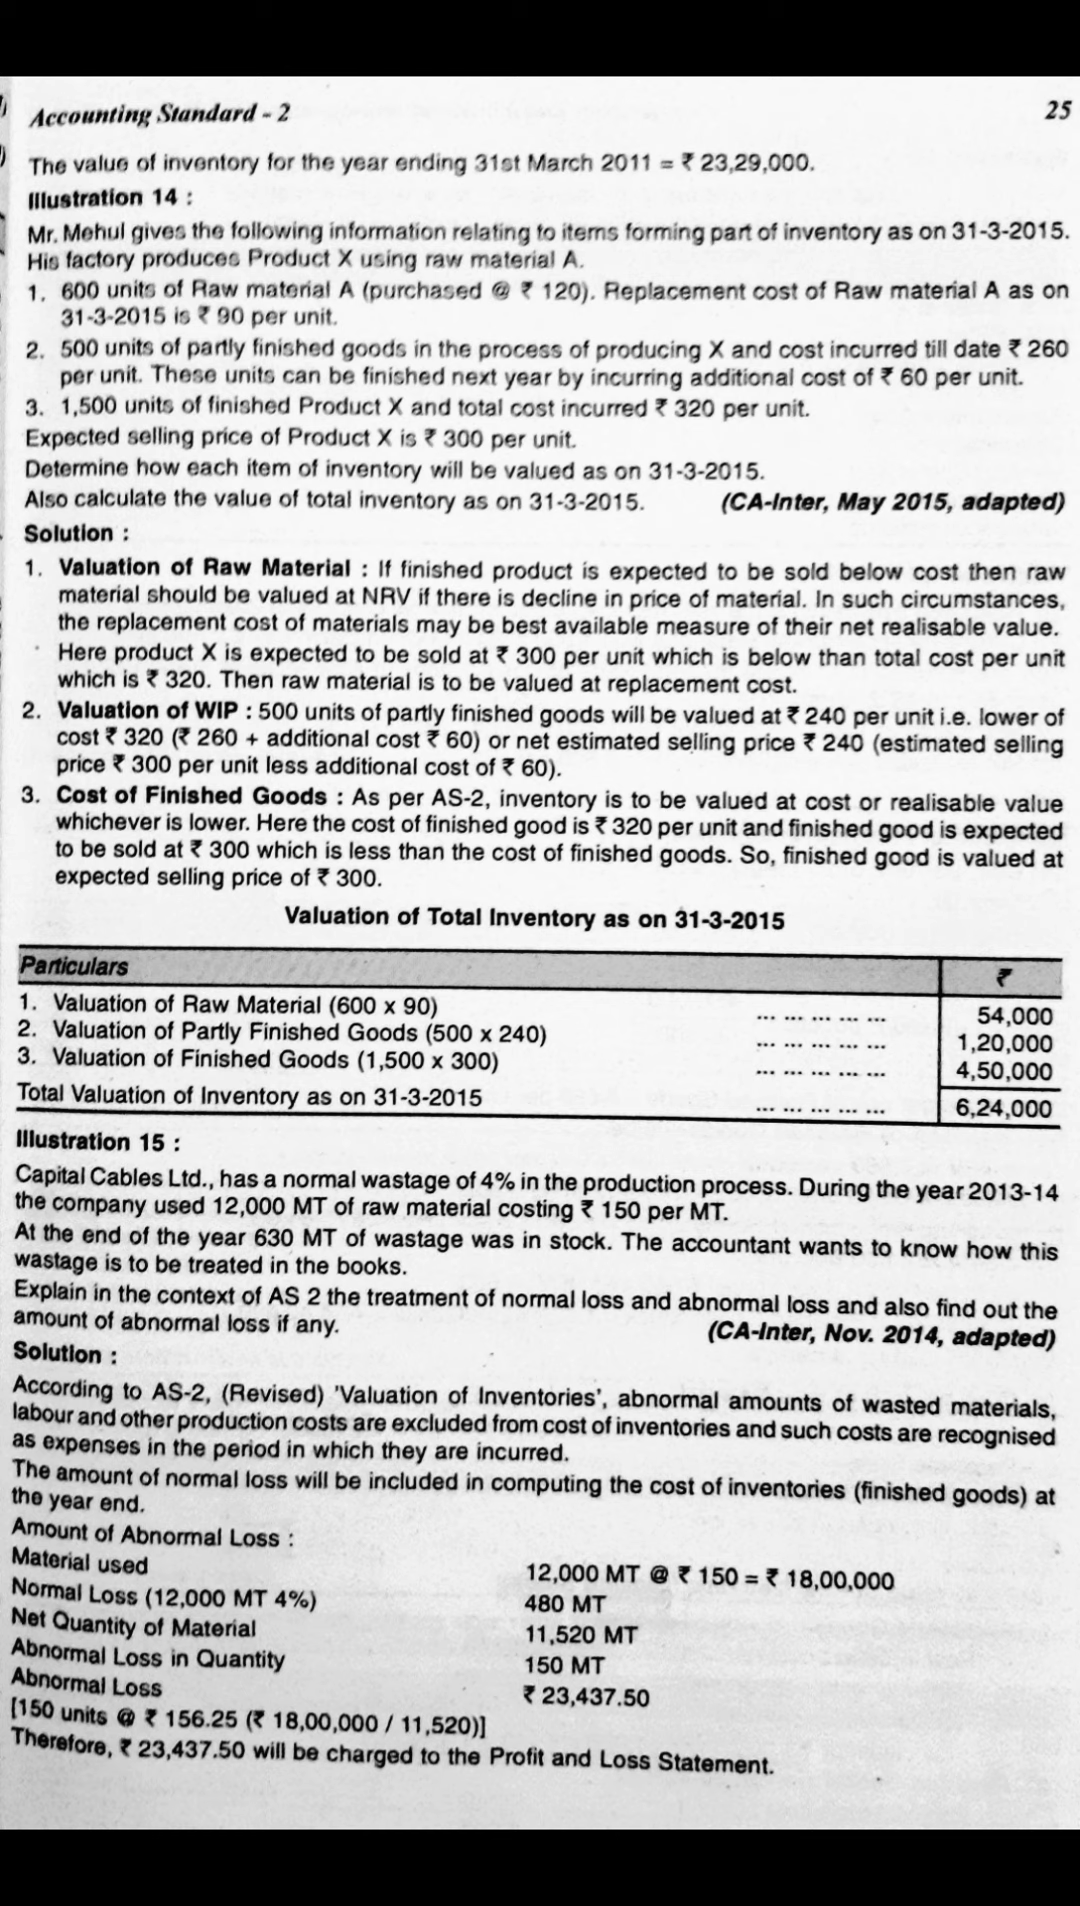 Accounting Standard - 2 25
The value of inventory for the year ending 31st March 2011 = ₹ 23,29,000.
Illustration 14 :
Mr. Mehul gives the following information relating to items forming part of inventory as on 31-3-2015.
His factory produces Product X using raw material A.
1. 600 units of Raw material A (purchased @ ₹ 120). Replacement cost of Raw material A as on
31-3-2015 is ₹ 90 per unit.
2. 500 units of partly finished goods in the process of producing X and cost incurred till date ₹ 260
per unit. These units can be finished next year by incurring additional cost of ₹ 60 per unit.
3. 1,500 units of finished Product X and total cost incurred ₹ 320 per unit.
Expected selling price of Product X is ₹ 300 per unit.
Determine how each item of inventory will be valued as on 31-3-2015.
Also calculate the value of total inventory as on 31-3-2015. (CA-Inter, May 2015, adapted)
Solution :
1. Valuation of Raw Material : If finished product is expected to be sold below cost then raw
material should be valued at NRV if there is decline in price of material. In such circumstances,
the replacement cost of materials may be best available measure of their net realisable value.
Here product X is expected to be sold at ₹ 300 per unit which is below than total cost per unit
which is ₹ 320. Then raw material is to be valued at replacement cost.
2. Valuation of WIP : 500 units of partly finished goods will be valued at ₹ 240 per unit i.e. lower of
cost ₹ 320 (₹ 260 + additional cost ₹ 60) or net estimated selling price ₹ 240 (estimated selling
price ₹ 300 per unit less additional cost of ₹ 60).
3. Cost of Finished Goods : As per AS-2, inventory is to be valued at cost or realisable value
whichever is lower. Here the cost of finished good is ₹ 320 per unit and finished good is expected
to be sold at ₹ 300 which is less than the cost of finished goods. So, finished good is valued at
expected selling price of ₹ 300.
Valuation of Total Inventory as on 31-3-2015
Particulars ₹
1. Valuation of Raw Material (600 x 90) ... ... ... ... ... 54,000
2. Valuation of Partly Finished Goods (500 x 240) ... ... ... ... ... 1,20,000
3. Valuation of Finished Goods (1,500 x 300) ... ... ... ... ... 4,50,000
Total Valuation of Inventory as on 31-3-2015 ... ... ... ... ... 6,24,000
Illustration 15 :
Capital Cables Ltd., has a normal wastage of 4% in the production process. During the year 2013-14
the company used 12,000 MT of raw material costing ₹ 150 per MT.
At the end of the year 630 MT of wastage was in stock. The accountant wants to know how this
wastage is to be treated in the books.
Explain in the context of AS 2 the treatment of normal loss and abnormal loss and also find out the
amount of abnormal loss if any. (CA-Inter, Nov. 2014, adapted)
Solution :
According to AS-2, (Revised) 'Valuation of Inventories', abnormal amounts of wasted materials,
labour and other production costs are excluded from cost of inventories and such costs are recognised
as expenses in the period in which they are incurred.
The amount of normal loss will be included in computing the cost of inventories (finished goods) at
the year end.
Amount of Abnormal Loss :
Material used 12,000 MT @ ₹ 150 = ₹ 18,00,000
Normal Loss (12,000 MT 4%) 480 MT
Net Quantity of Material 11,520 MT
Abnormal Loss in Quantity 150 MT
Abnormal Loss ₹ 23,437.50
[150 units @ ₹ 156.25 (₹ 18,00,000 / 11,520)]
Therefore, ₹ 23,437.50 will be charged to the Profit and Loss Statement.